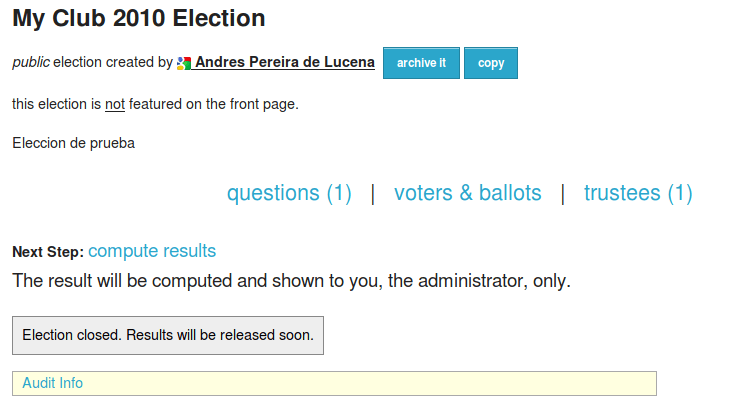 My Club 2010 Election
public election created by Andres Pereira de Lucena archive it copy
this election is not featured on the front page.
Eleccion de prueba
questions (1) | voters & ballots | trustees (1)
Next Step: compute results
The result will be computed and shown to you, the administrator, only.
Election closed. Results will be released soon.
Audit Info